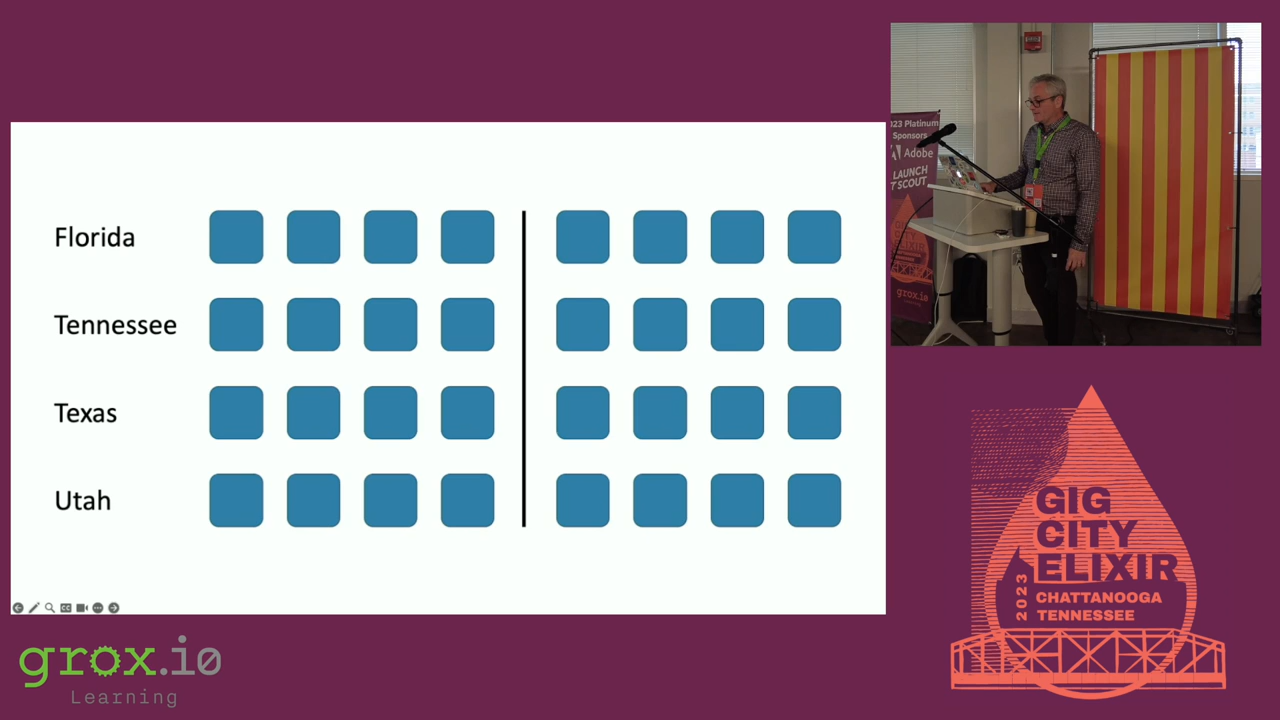 Florida
Tennessee
Texas
Utah
2023 Platinum
Sponsors
Adobe
LAUNCH
SCOUT
grox.io
GIG
CITY
ELIXIR
2023
CHATTANOOGA
TENNESSEE
grox.io
Learning